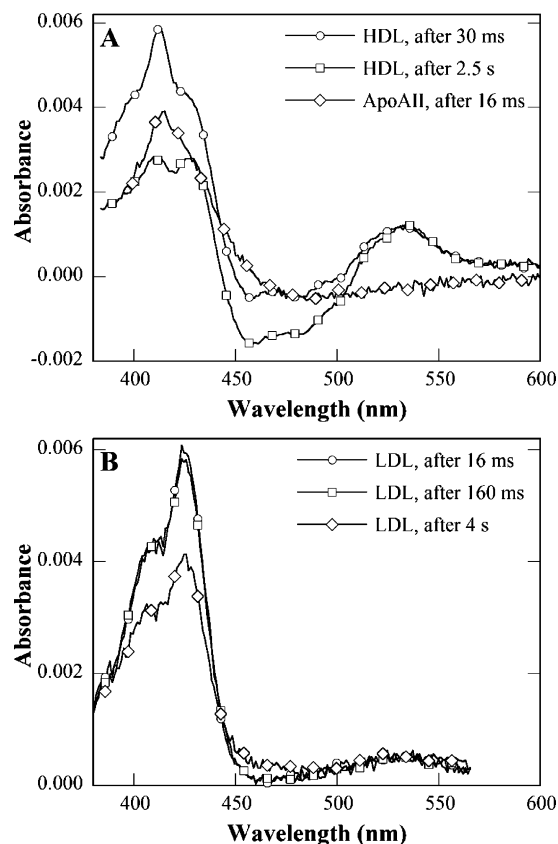 A
0.006
0.004
0.002
0.000
-0.002
Absorbance
HDL, after 30 ms
HDL, after 2.5 s
ApoAII, after 16 ms
400
450
500
550
600
Wavelength (nm)
B
0.006
0.004
0.002
0.000
Absorbance
LDL, after 16 ms
LDL, after 160 ms
LDL, after 4 s
400
450
500
550
600
Wavelength (nm)